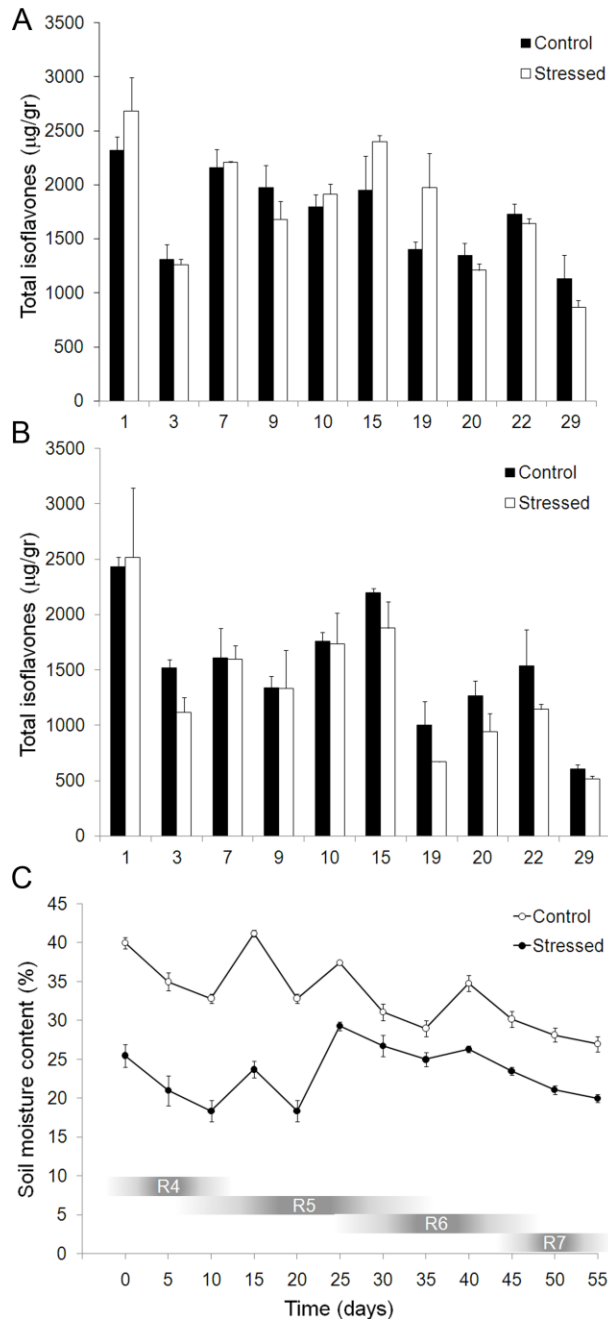 A
Total isoflavones (µg/gr)
3500
3000
2500
2000
1500
1000
500
0
Control
Stressed
1 3 7 9 10 15 19 20 22 29
B
Total isoflavones (µg/gr)
3500
3000
2500
2000
1500
1000
500
0
Control
Stressed
1 3 7 9 10 15 19 20 22 29
C
Soil moisture content (%)
45
40
35
30
25
20
15
10
5
0
Control
Stressed
R4
R5
R6
R7
0 5 10 15 20 25 30 35 40 45 50 55
Time (days)